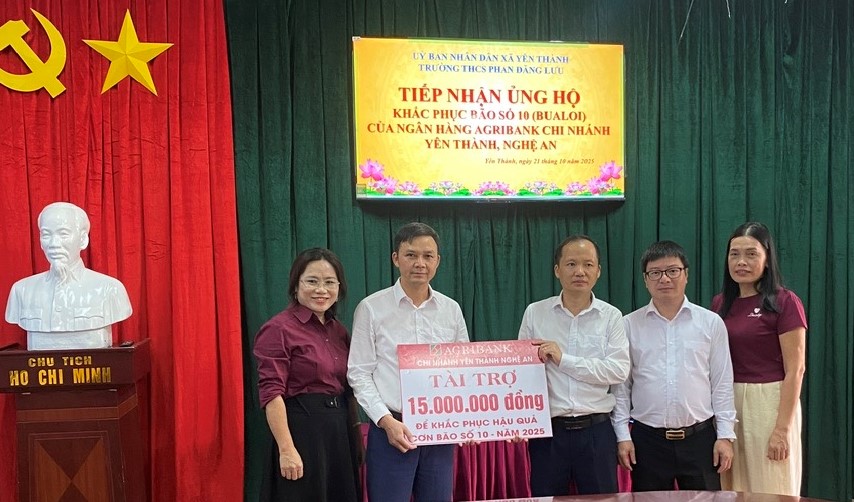 ỦY BAN NHÂN DÂN XÃ YÊN THÀNH
TRƯỜNG THCS PHAN ĐĂNG LƯU
TIẾP NHẬN ỦNG HỘ
KHẮC PHỤC BÃO SỐ 10 (BUALOI)
CỦA NGÂN HÀNG AGRIBANK CHI NHÁNH
YÊN THÀNH, NGHỆ AN
Yên Thành, ngày 21 tháng 10 năm 2025
CHỦ TỊCH
HỒ CHÍ MINH
AGRIBANK
CHI NHÁNH YÊN THÀNH NGHỆ AN
TÀI TRỢ
15.000.000 đồng
ĐỂ KHẮC PHỤC HẬU QUẢ
CƠN BÃO SỐ 10 - NĂM 2025